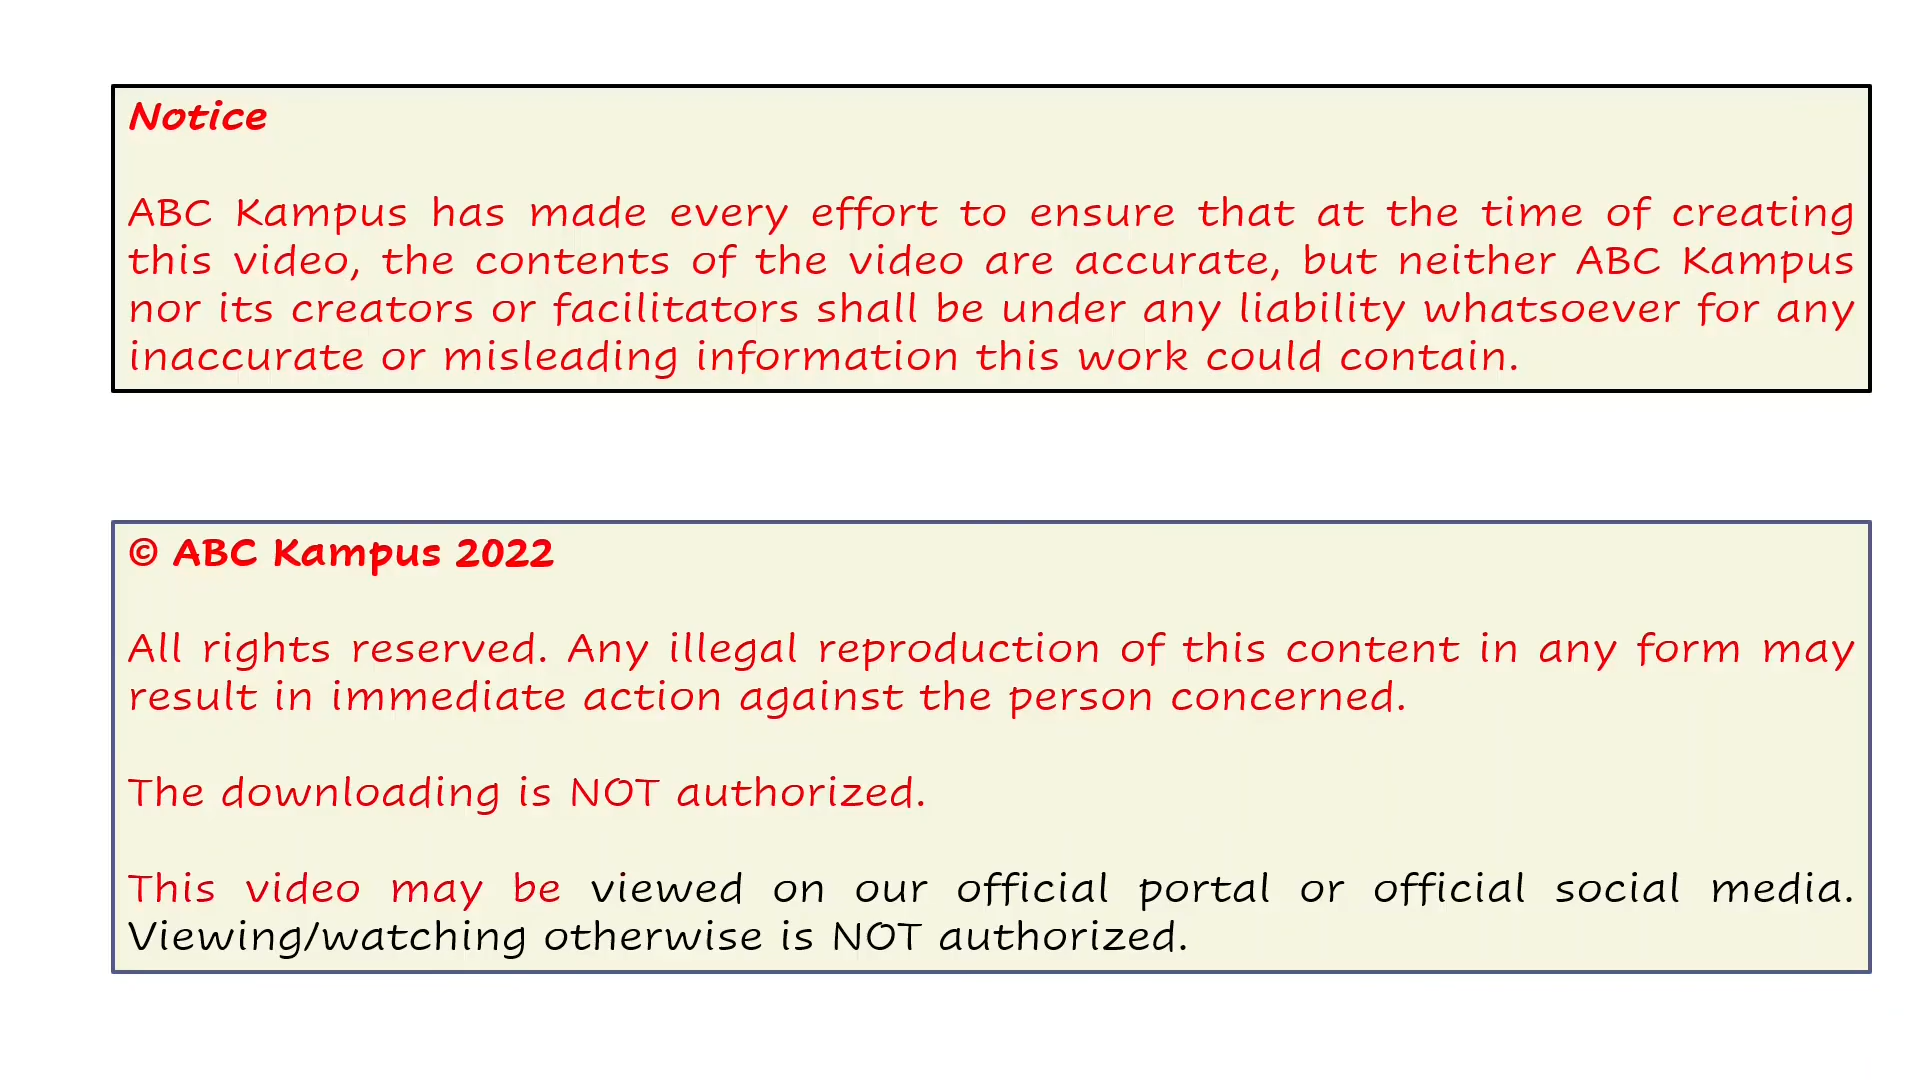 Notice
ABC Kampus has made every effort to ensure that at the time of creating
this video, the contents of the video are accurate, but neither ABC Kampus
nor its creators or facilitators shall be under any liability whatsoever for any
inaccurate or misleading information this work could contain.
© ABC Kampus 2022
All rights reserved. Any illegal reproduction of this content in any form may
result in immediate action against the person concerned.
The downloading is NOT authorized.
This video may be viewed on our official portal or official social media.
Viewing/watching otherwise is NOT authorized.